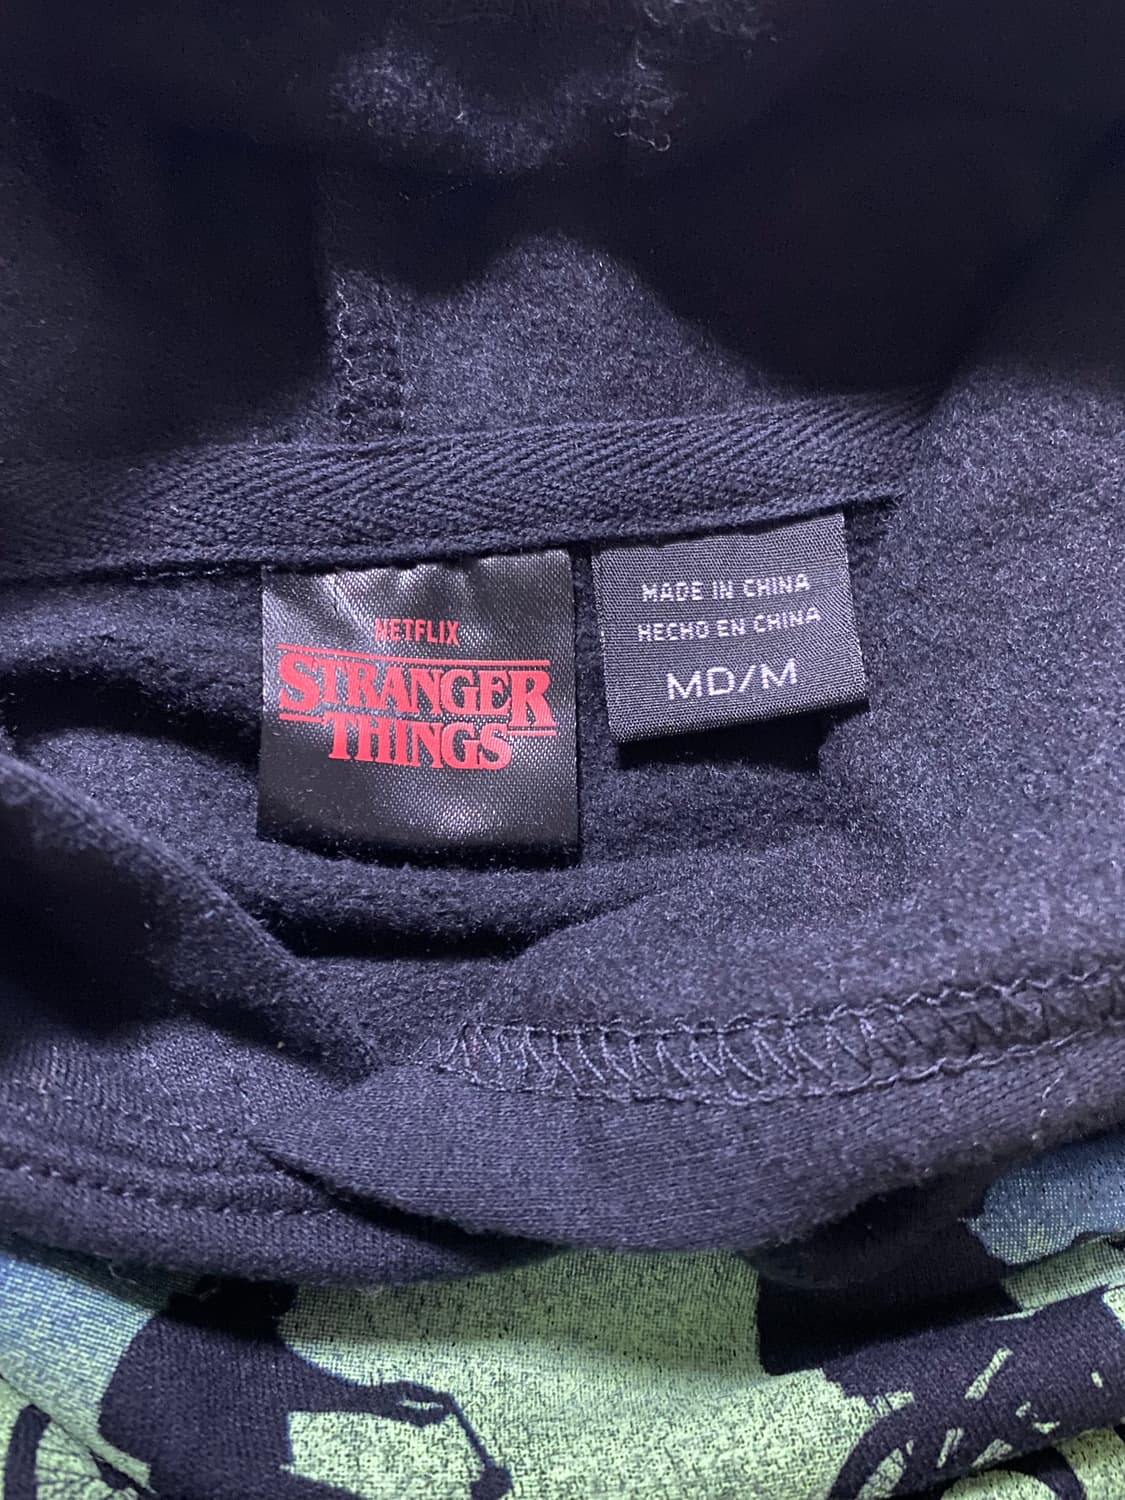 NETFLIX
STRANGER
THINGS
MADE IN CHINA
HECHO EN CHINA
MD/M